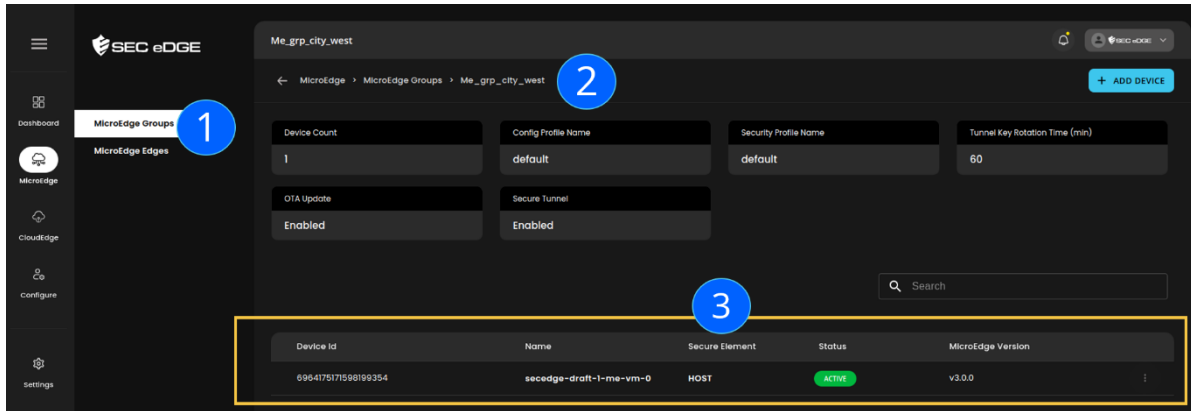 SEC eDGE
Me_grp_city_west
SEC eDGE
MicroEdge > MicroEdge Groups > Me_grp_city_west
2
+ ADD DEVICE
Dashboard
MicroEdge Groups
1
MicroEdge Edges
MicroEdge
CloudEdge
Configure
Settings
Device Count
Config Profile Name
Security Profile Name
Tunnel Key Rotation Time (min)
1
default
default
60
OTA Update
Secure Tunnel
Enabled
Enabled
Search
3
Device Id
Name
Secure Element
Status
MicroEdge Version
6964175171598199354
secedge-draft-1-me-vm-0
HOST
ACTIVE
v3.0.0